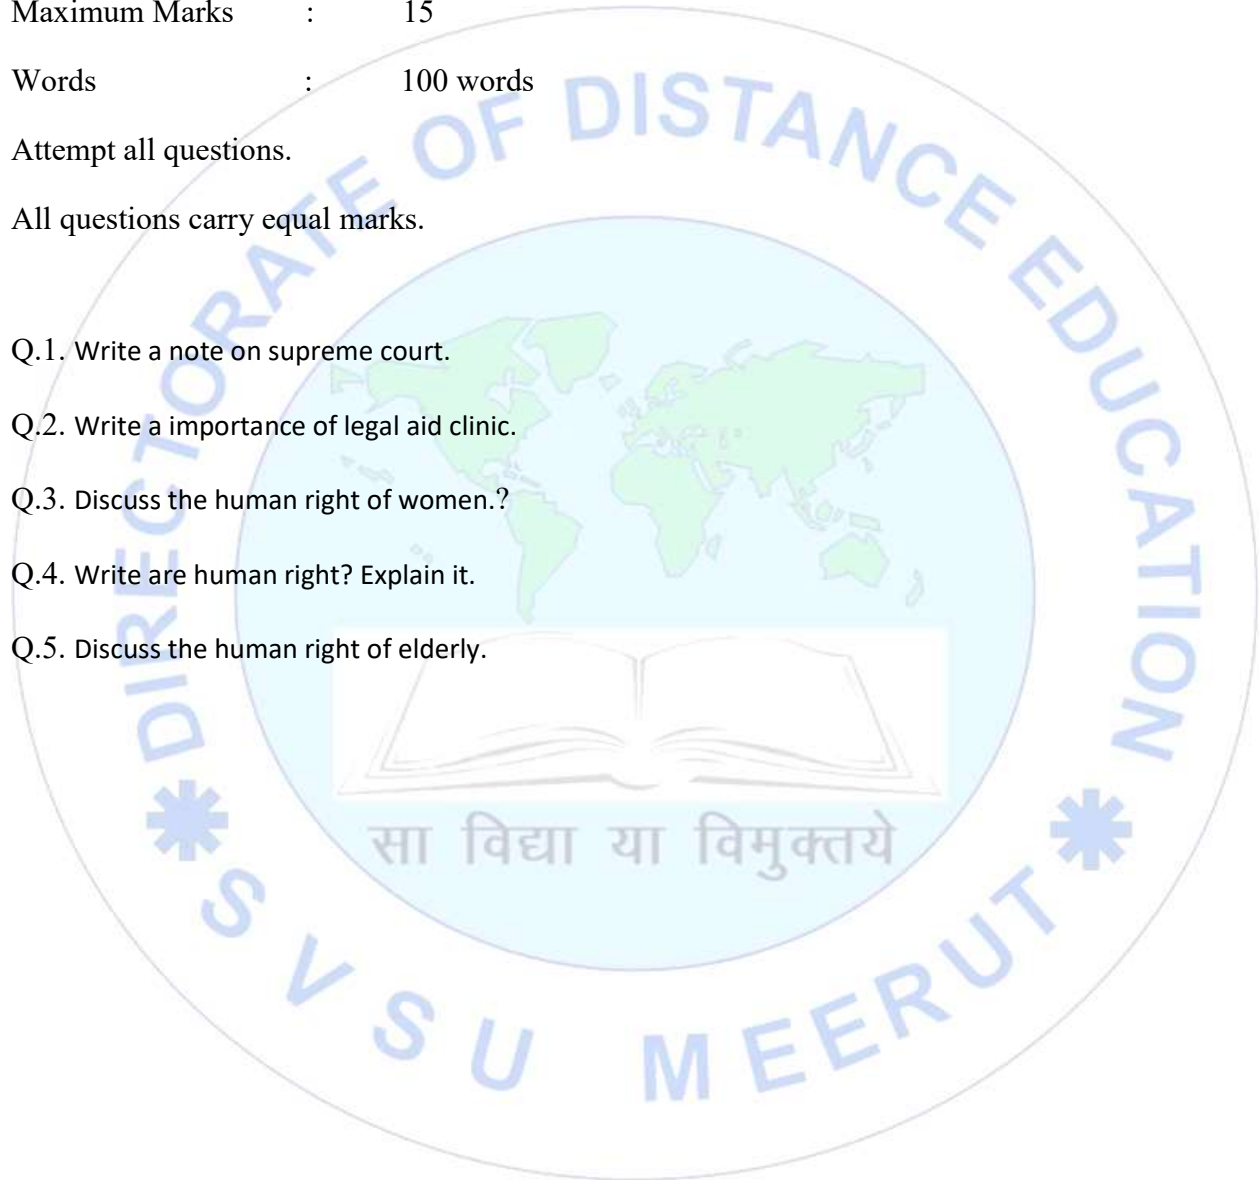 Maximum Marks : 15
Words : 100 words
Attempt all questions.
All questions carry equal marks.
Q.1. Write a note on supreme court.
Q.2. Write a importance of legal aid clinic.
Q.3. Discuss the human right of women.?
Q.4. Write are human right? Explain it.
Q.5. Discuss the human right of elderly.
DIRECTORATE OF DISTANCE EDUCATION
सा विद्या या विमुक्तये
S V S U MEERUT